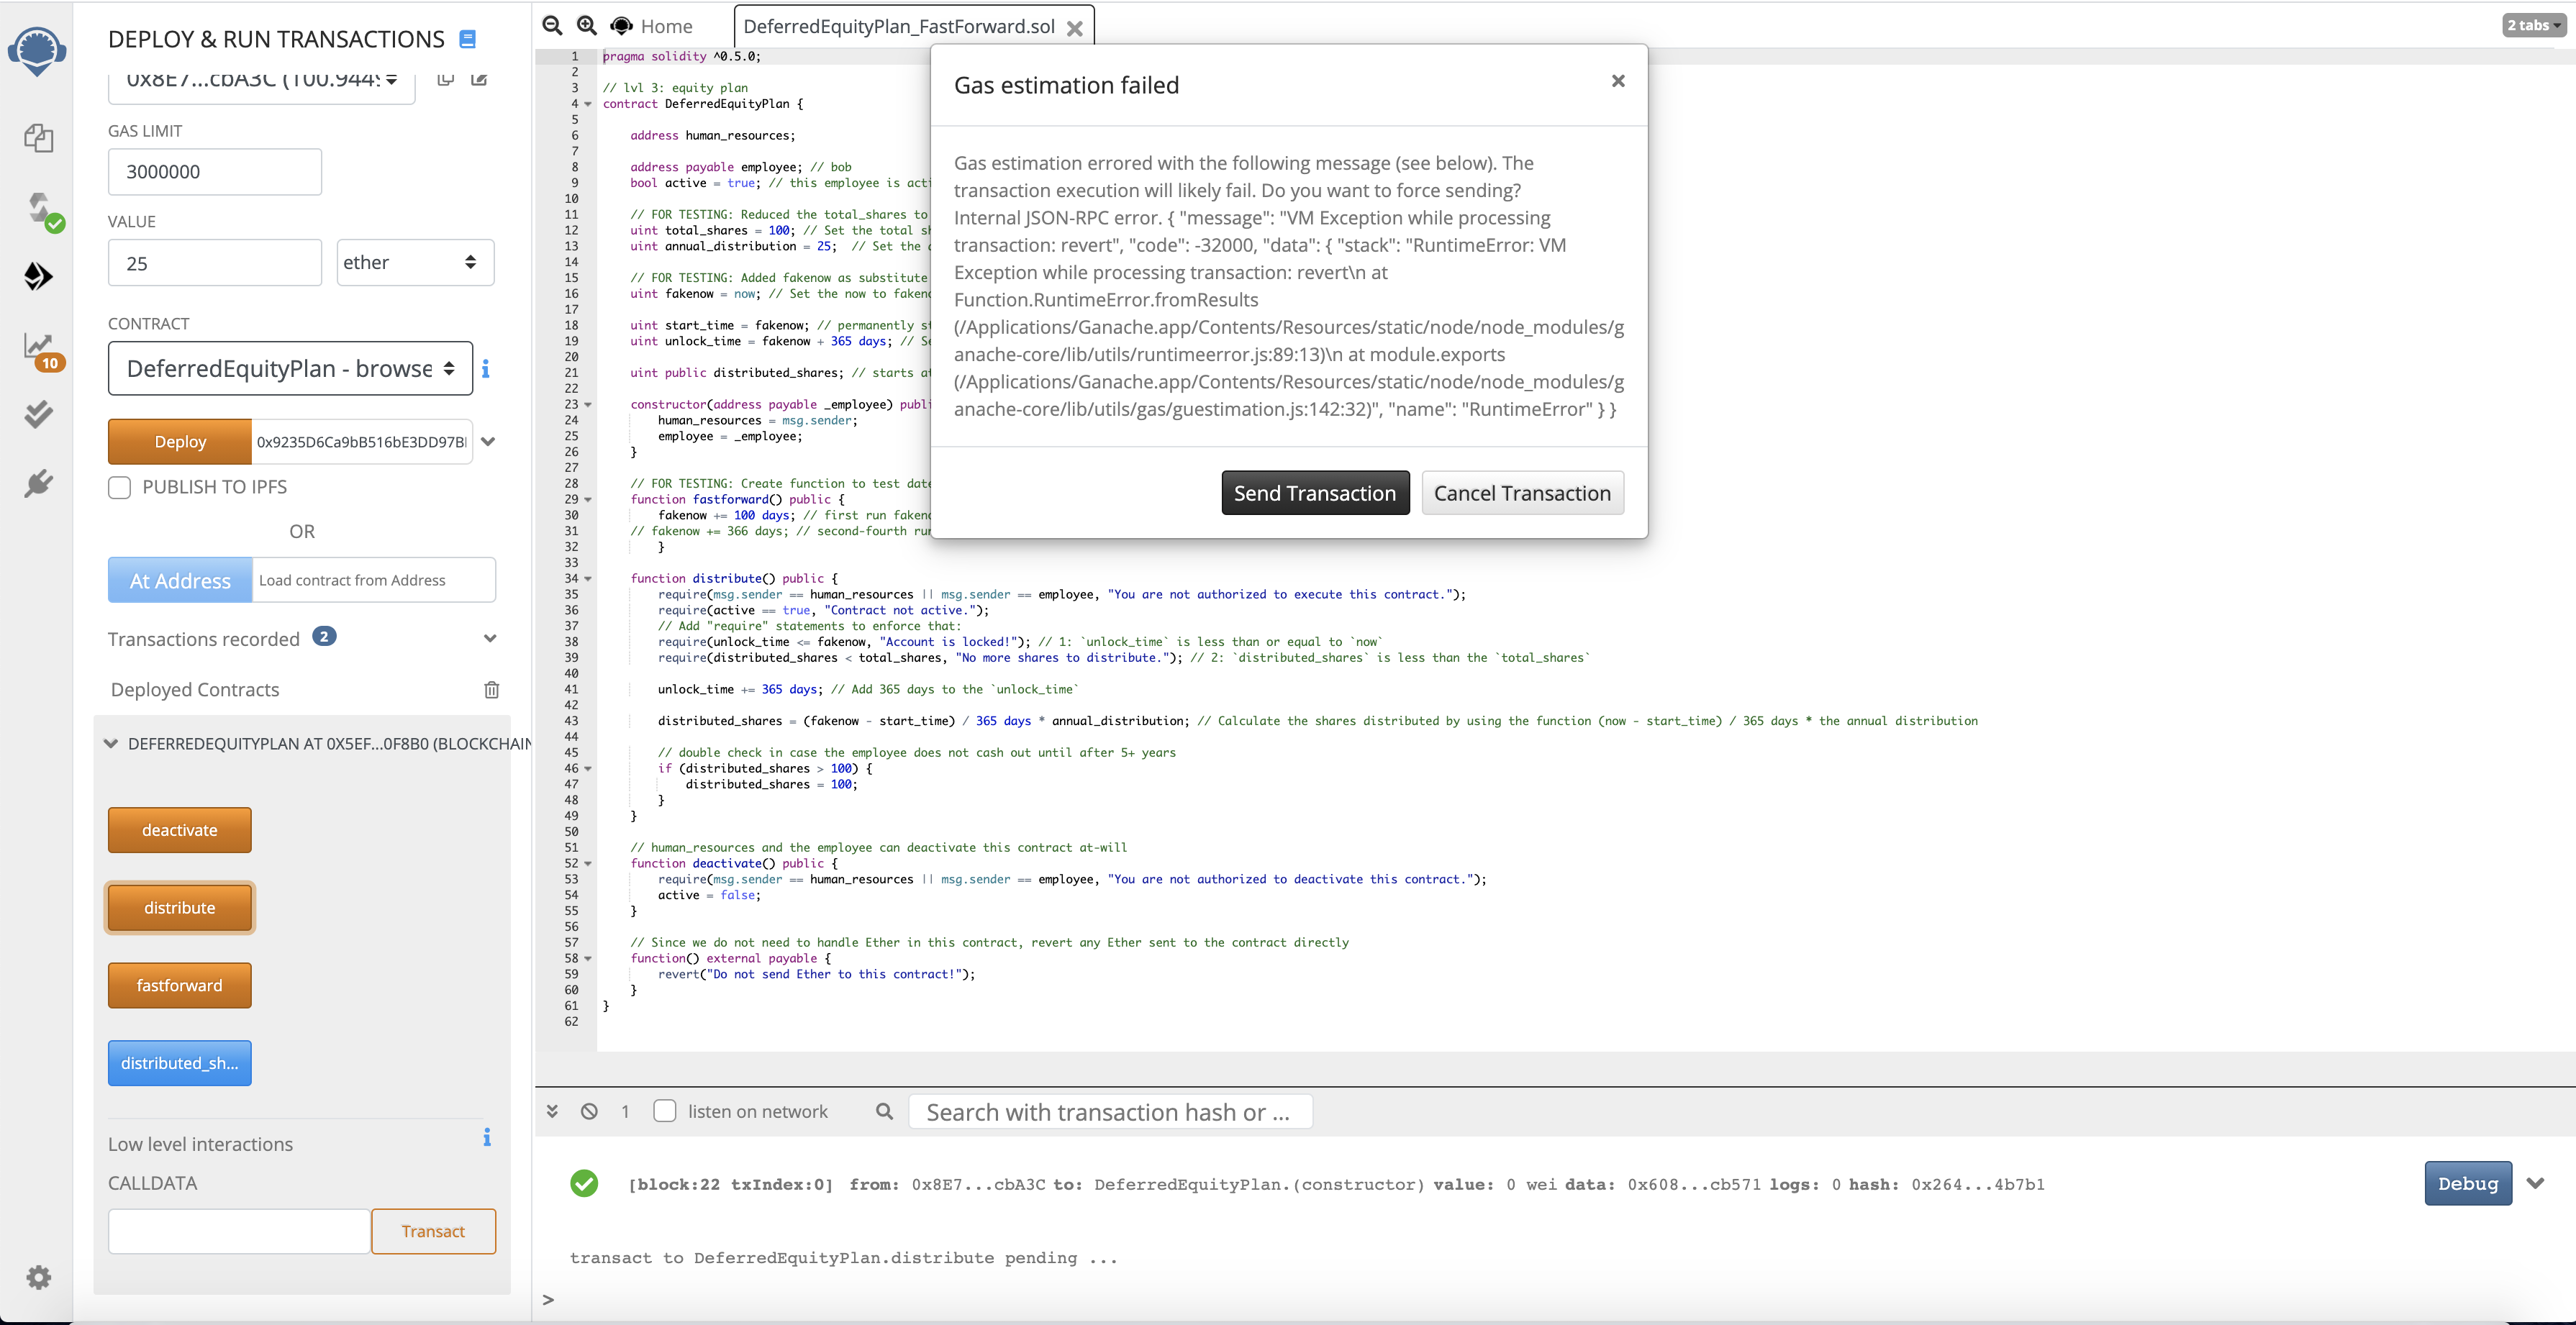 DEPLOY & RUN TRANSACTIONS
0x8E7...cbA3C (100.944
GAS LIMIT
3000000
VALUE
25
ether
CONTRACT
DeferredEquityPlan - browse
Deploy
0x9235D6Ca9bB516bE3DD97B
PUBLISH TO IPFS
OR
At Address
Load contract from Address
Transactions recorded 2
Deployed Contracts
DEFERREDEQUITYPLAN AT 0X5EF...0F8B0 (BLOCKCHAIN
deactivate
distribute
fastforward
distributed_sh...
Low level interactions
CALLDATA
Transact
10
Home
DeferredEquityPlan_FastForward.sol
2 tabs
1 pragma solidity ^0.5.0;
2
3 // lvl 3: equity plan
4 contract DeferredEquityPlan {
5
6 address human_resources;
7
8 address payable employee; // bob
9 bool active = true; // this employee is acti
10
11 // FOR TESTING: Reduced the total_shares to
12 uint total_shares = 100; // Set the total sh
13 uint annual_distribution = 25; // Set the
14
15 // FOR TESTING: Added fakenow as substitute
16 uint fakenow = now; // Set the now to faken
17
18 uint start_time = fakenow; // permanently st
19 uint unlock_time = fakenow + 365 days; // Se
20
21 uint public distributed_shares; // starts at
22
23 constructor(address payable _employee) publi
24 human_resources = msg.sender;
25 employee = _employee;
26 }
27
28 // FOR TESTING: Create function to test date
29 function fastforward() public {
30 fakenow += 100 days; // first run faken
31 // fakenow += 366 days; // second-fourth ru
32 }
33
34 function distribute() public {
35 require(msg.sender == human_resources || msg.sender == employee, "You are not authorized to execute this contract.");
36 require(active == true, "Contract not active.");
37 // Add "require" statements to enforce that:
38 require(unlock_time <= fakenow, "Account is locked!"); // 1: `unlock_time` is less than or equal to `now`
39 require(distributed_shares < total_shares, "No more shares to distribute."); // 2: `distributed_shares` is less than the `total_shares`
40
41 unlock_time += 365 days; // Add 365 days to the `unlock_time`
42
43 distributed_shares = (fakenow - start_time) / 365 days * annual_distribution; // Calculate the shares distributed by using the function (now - start_time) / 365 days * the annual distribution
44
45 // double check in case the employee does not cash out until after 5+ years
46 if (distributed_shares > 100) {
47 distributed_shares = 100;
48 }
49 }
50
51 // human_resources and the employee can deactivate this contract at-will
52 function deactivate() public {
53 require(msg.sender == human_resources || msg.sender == employee, "You are not authorized to deactivate this contract.");
54 active = false;
55 }
56
57 // Since we do not need to handle Ether in this contract, revert any Ether sent to the contract directly
58 function() external payable {
59 revert("Do not send Ether to this contract!");
60 }
61 }
62
Gas estimation failed
Gas estimation errored with the following message (see below). The
transaction execution will likely fail. Do you want to force sending?
Internal JSON-RPC error. { "message": "VM Exception while processing
transaction: revert", "code": -32000, "data": { "stack": "RuntimeError: VM
Exception while processing transaction: revert\n at
Function.RuntimeError.fromResults
(/Applications/Ganache.app/Contents/Resources/static/node/node_modules/g
anache-core/lib/utils/runtimeerror.js:89:13)\n at module.exports
(/Applications/Ganache.app/Contents/Resources/static/node/node_modules/g
anache-core/lib/utils/gas/guestimation.js:142:32)", "name": "RuntimeError" } }
Send Transaction
Cancel Transaction
1 listen on network
Search with transaction hash or ...
[block:22 txIndex:0] from: 0x8E7...cbA3C to: DeferredEquityPlan.(constructor) value: 0 wei data: 0x608...cb571 logs: 0 hash: 0x264...4b7b1
Debug
transact to DeferredEquityPlan.distribute pending ...
>